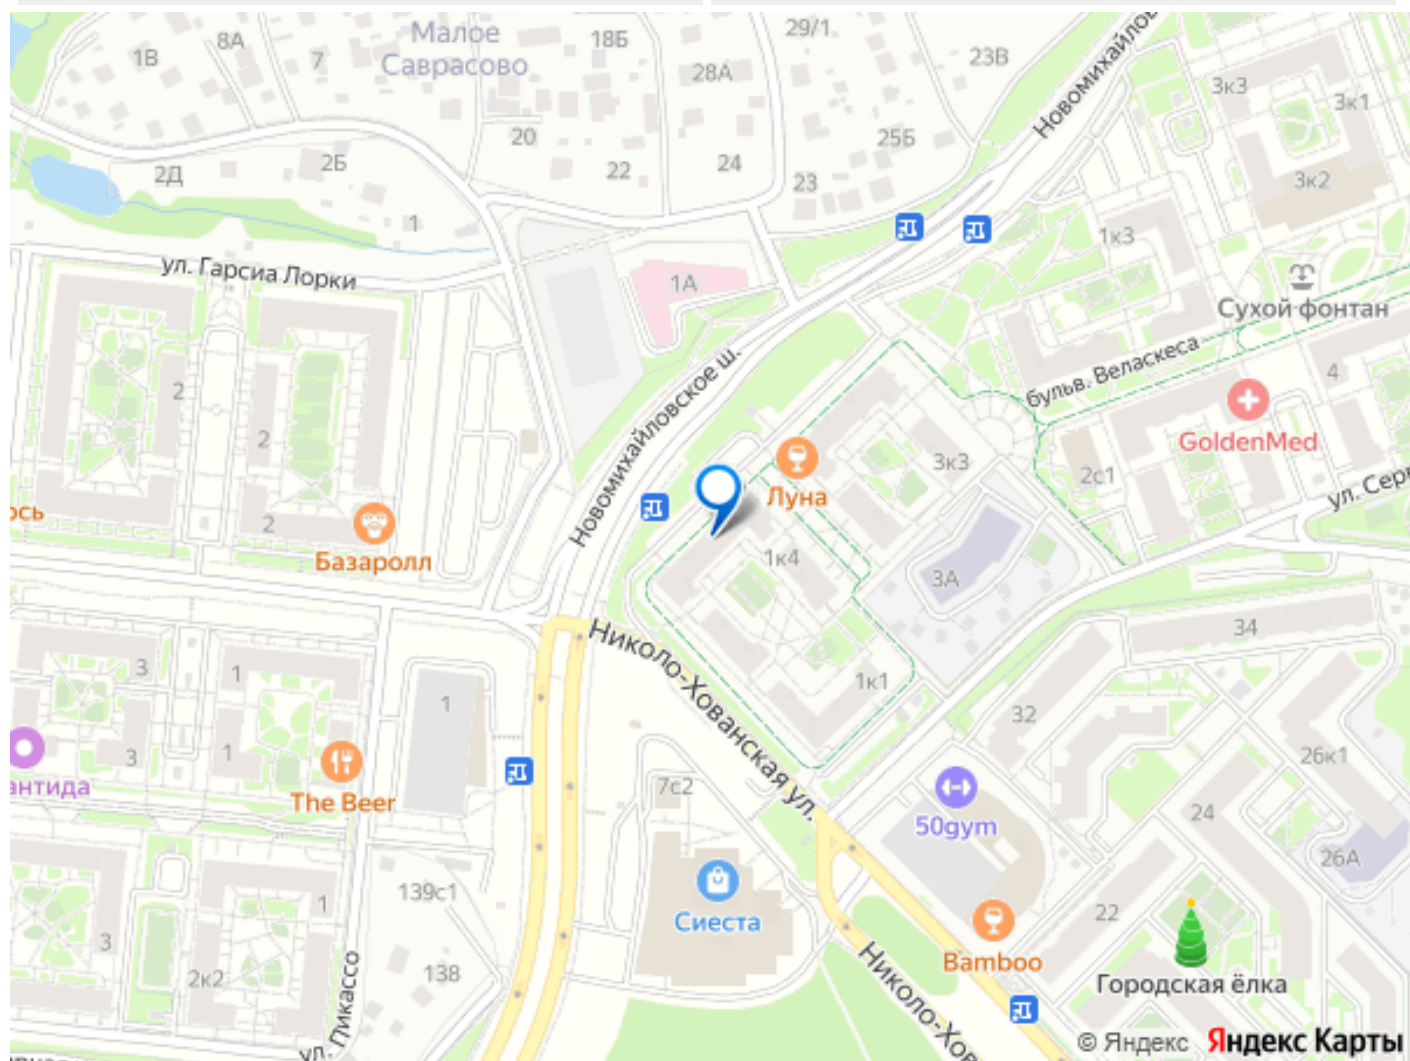 Малое
Саврасово
1В
8А
7
18Б
29/1
28А
23В
Новомихайлов
3к3
3к1
20
25Б
2Д
2Б
22
24
23
3к2
1
1к3
ул. Гарсиа Лорки
1А
Сухой фонтан
Новомихайловское ш.
бульв. Веласкеса
4
2
2
GoldenMed
3к3
2с1
Луна
ул. Серв
ось
2
Базаролл
1к4
3А
34
Николо-Хованская ул.
3
1
1к1
1
32
26к1
3
1
антида
The Beer
7с2
50gym
24
26А
139с1
1
Сиеста
22
3
138
2к2
Bamboo
Николо-Хов
Городская ёлка
ул. Пикассо
© Яндекс Яндекс Карты